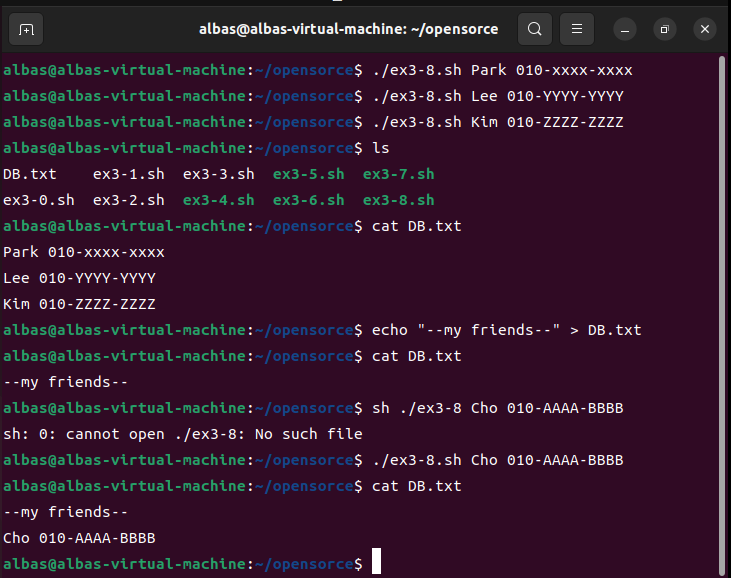 albas@albas-virtual-machine: ~/opensorce
albas@albas-virtual-machine:~/opensorce$ ./ex3-8.sh Park 010-xxxx-xxxx
albas@albas-virtual-machine:~/opensorce$ ./ex3-8.sh Lee 010-YYYY-YYYY
albas@albas-virtual-machine:~/opensorce$ ./ex3-8.sh Kim 010-ZZZZ-ZZZZ
albas@albas-virtual-machine:~/opensorce$ ls
DB.txt    ex3-1.sh  ex3-3.sh  ex3-5.sh  ex3-7.sh
ex3-0.sh  ex3-2.sh  ex3-4.sh  ex3-6.sh  ex3-8.sh
albas@albas-virtual-machine:~/opensorce$ cat DB.txt
Park 010-xxxx-xxxx
Lee 010-YYYY-YYYY
Kim 010-ZZZZ-ZZZZ
albas@albas-virtual-machine:~/opensorce$ echo "--my friends--" > DB.txt
albas@albas-virtual-machine:~/opensorce$ cat DB.txt
--my friends--
albas@albas-virtual-machine:~/opensorce$ sh ./ex3-8 Cho 010-AAAA-BBBB
sh: 0: cannot open ./ex3-8: No such file
albas@albas-virtual-machine:~/opensorce$ ./ex3-8.sh Cho 010-AAAA-BBBB
albas@albas-virtual-machine:~/opensorce$ cat DB.txt
--my friends--
Cho 010-AAAA-BBBB
albas@albas-virtual-machine:~/opensorce$